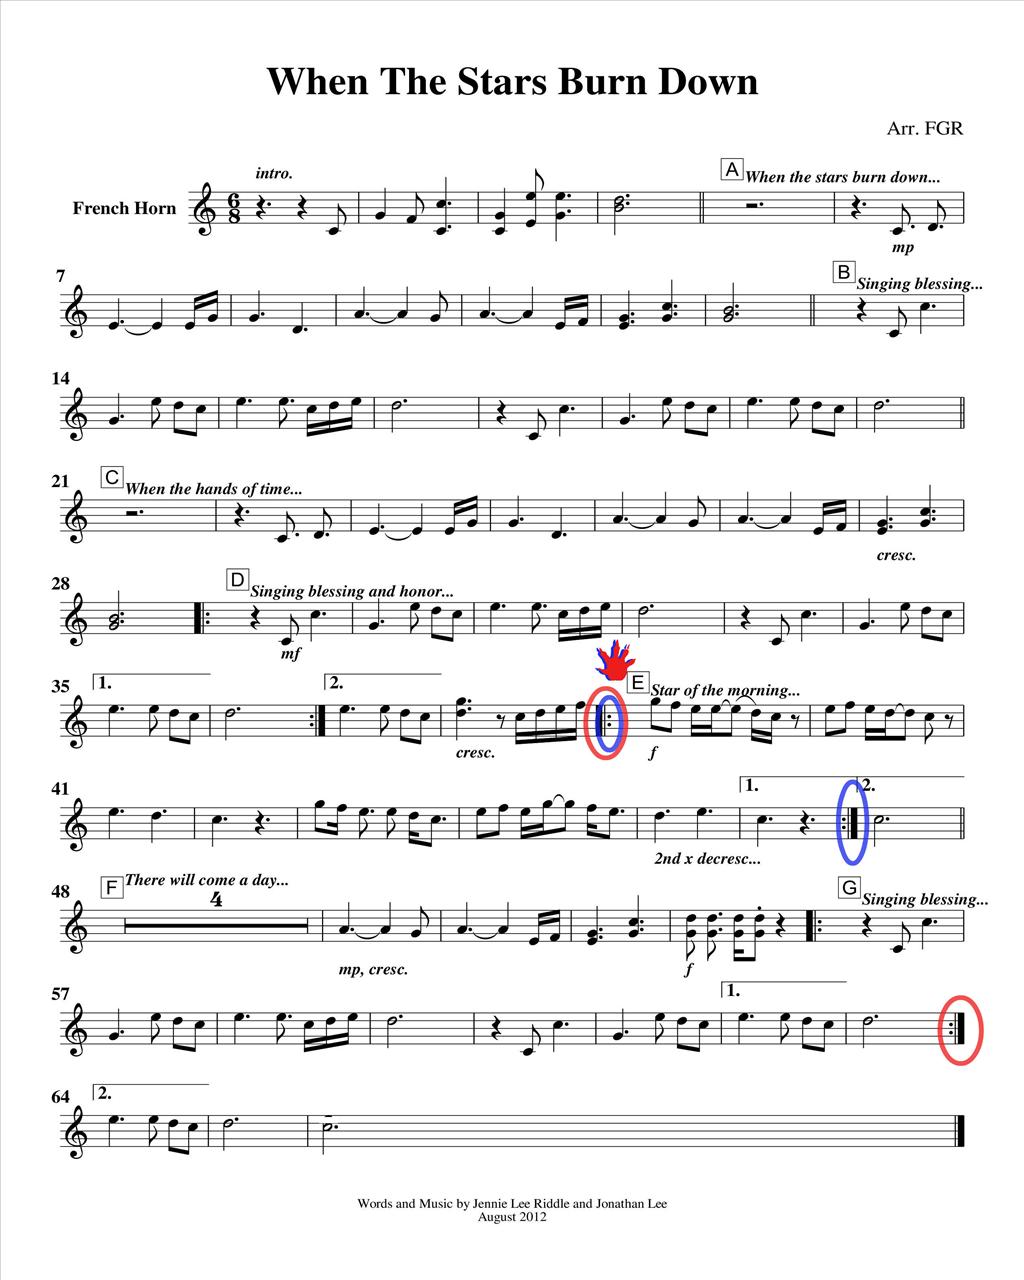 When The Stars Burn Down
Arr. FGR
intro.
A When the stars burn down...
French Horn
6
8
mp
7
B Singing blessing...
14
21
C When the hands of time...
cresc.
28
D Singing blessing and honor...
mf
35
1.
2.
E Star of the morning...
cresc.
f
41
1.
2.
2nd x decresc...
48
F There will come a day...
4
G Singing blessing...
mp, cresc.
f
57
1.
64
2.
Words and Music by Jennie Lee Riddle and Jonathan Lee
August 2012